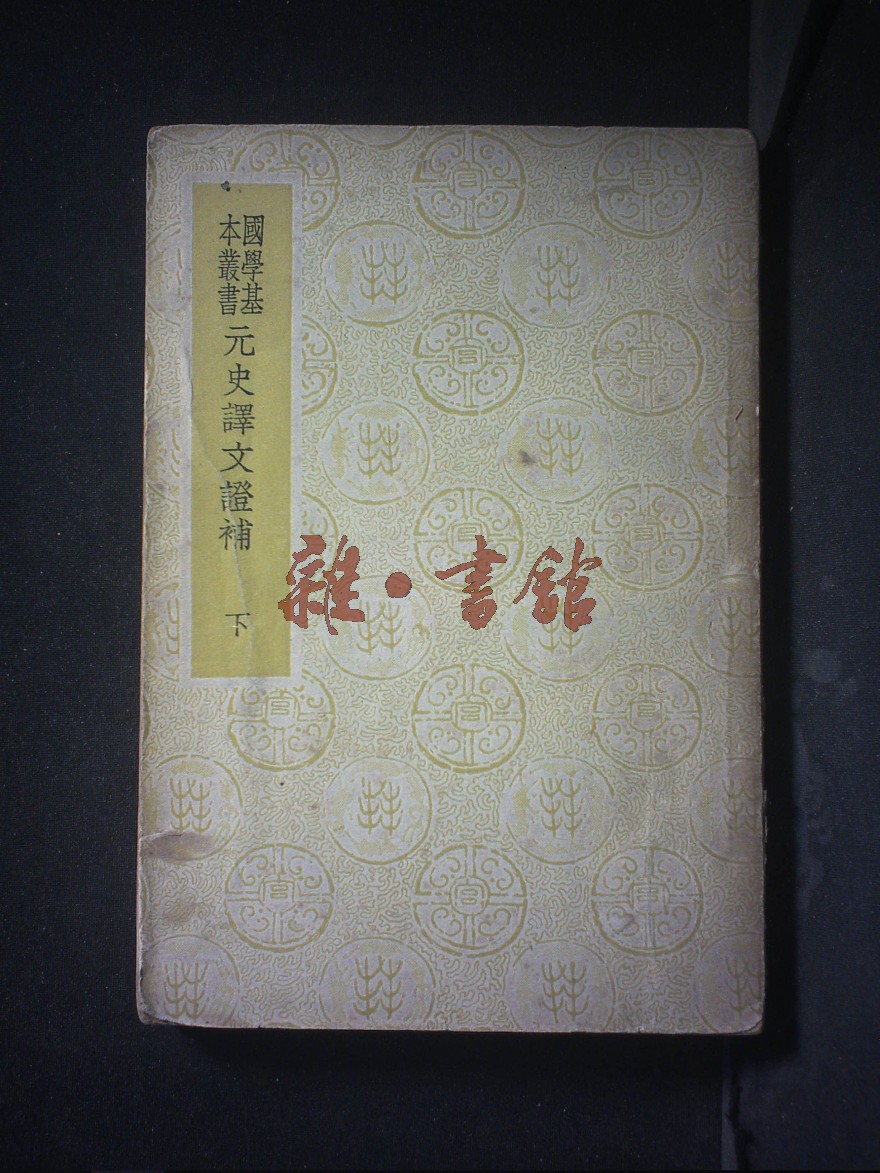 國學基
本叢書
元史譯文證補
下
雜·書館